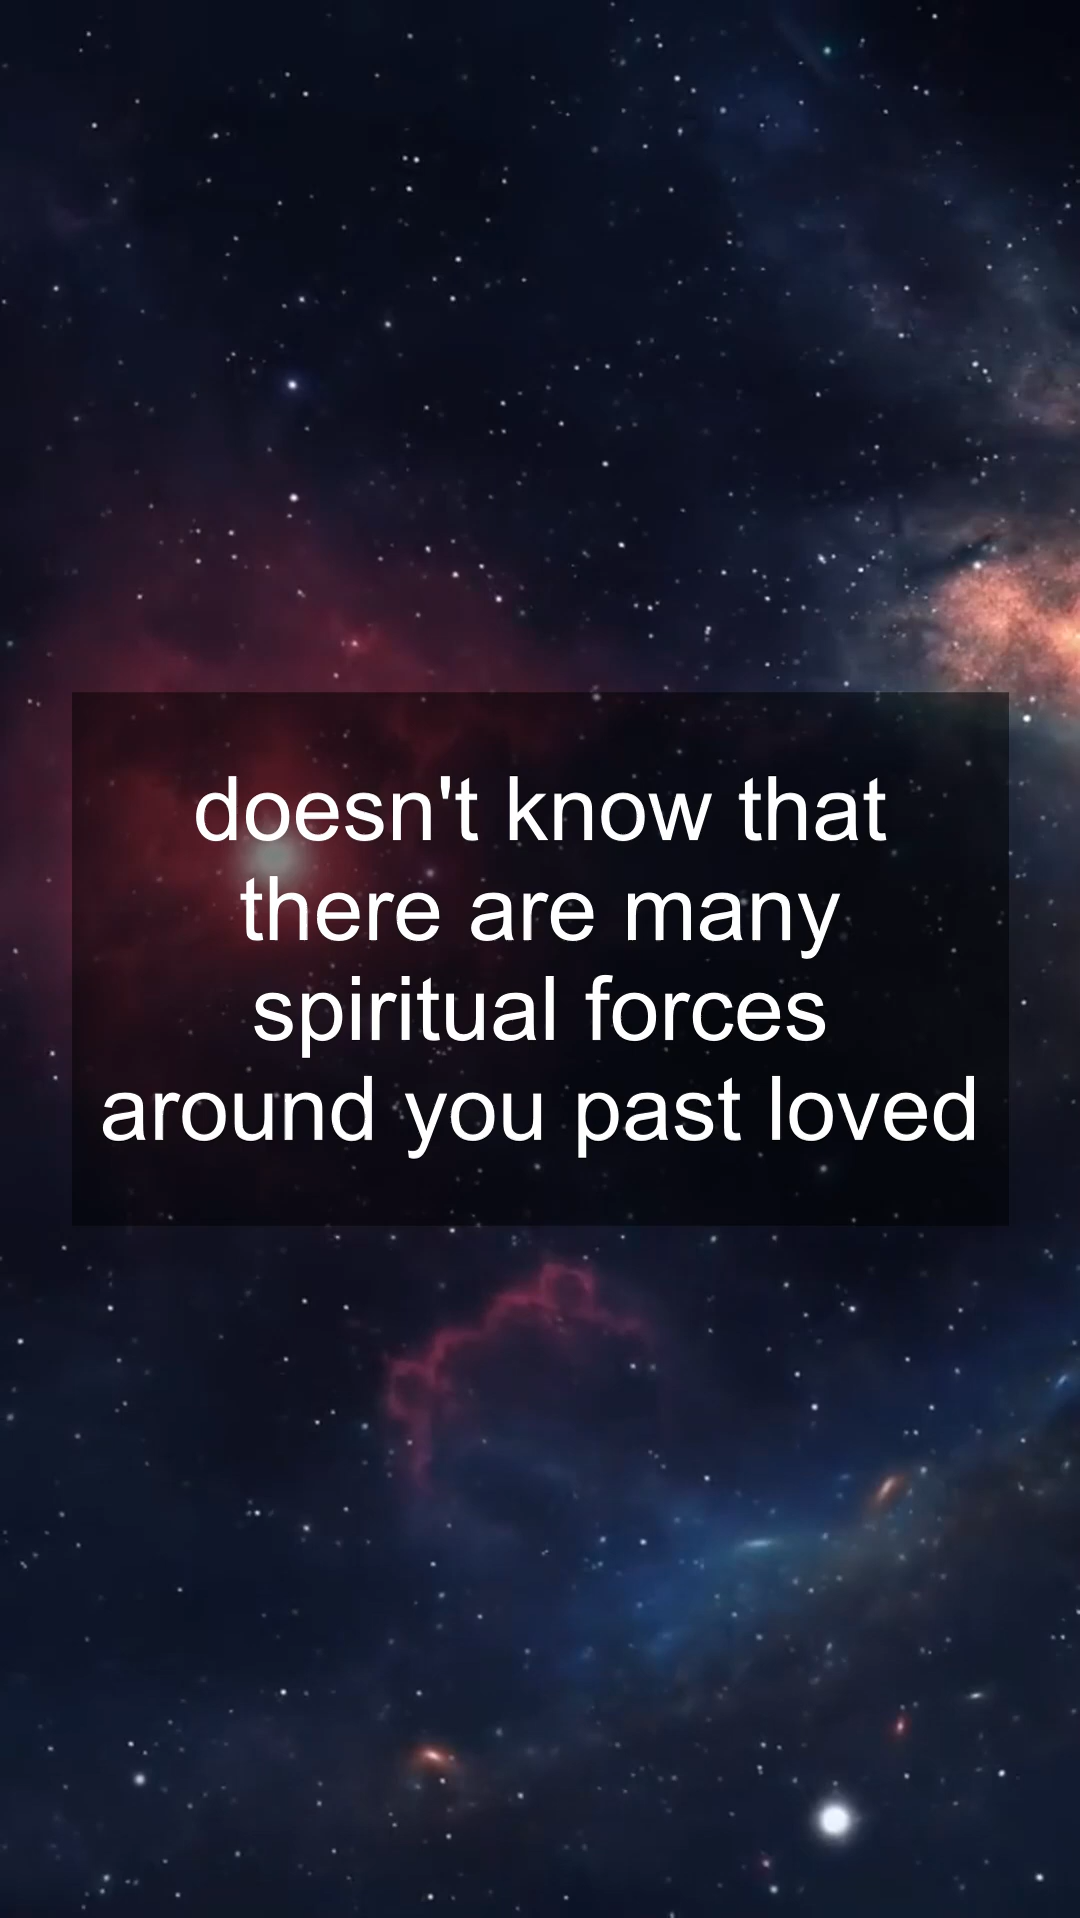 doesn't know that
there are many
spiritual forces
around you past loved